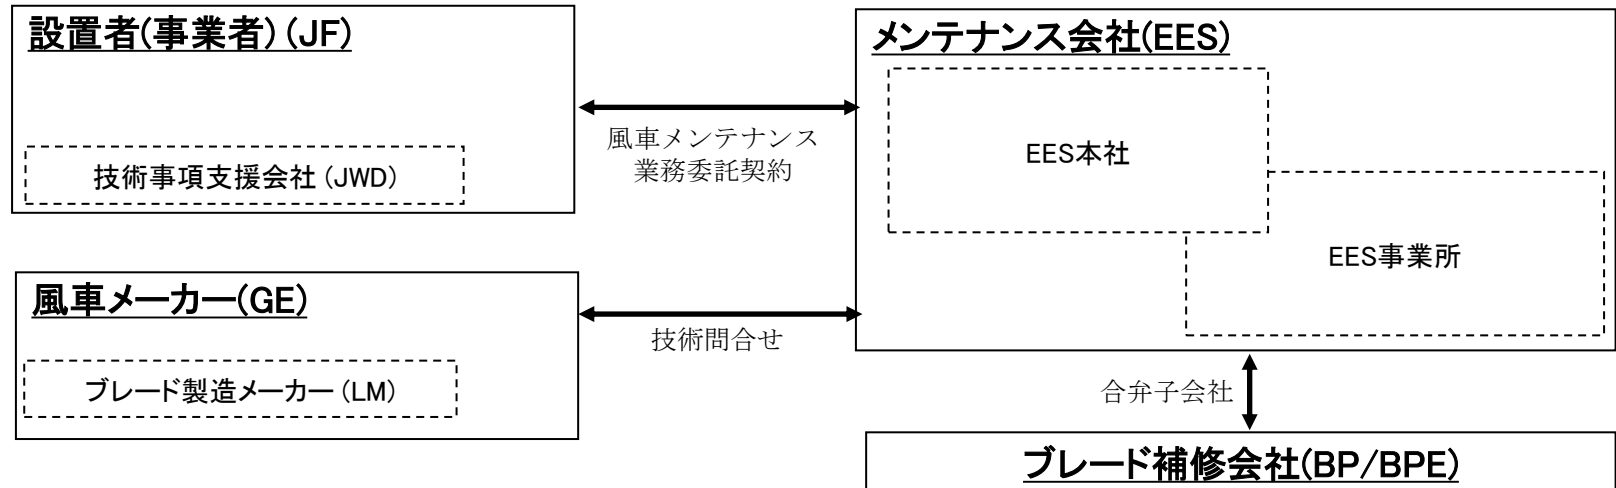 設置者(事業者) (JF)
技術事項支援会社 (JWD)
風車メンテナンス
業務委託契約
メンテナンス会社(EES)
EES本社
EES事業所
風車メーカー(GE)
ブレード製造メーカー (LM)
技術問合せ
合弁子会社
ブレード補修会社(BP/BPE)